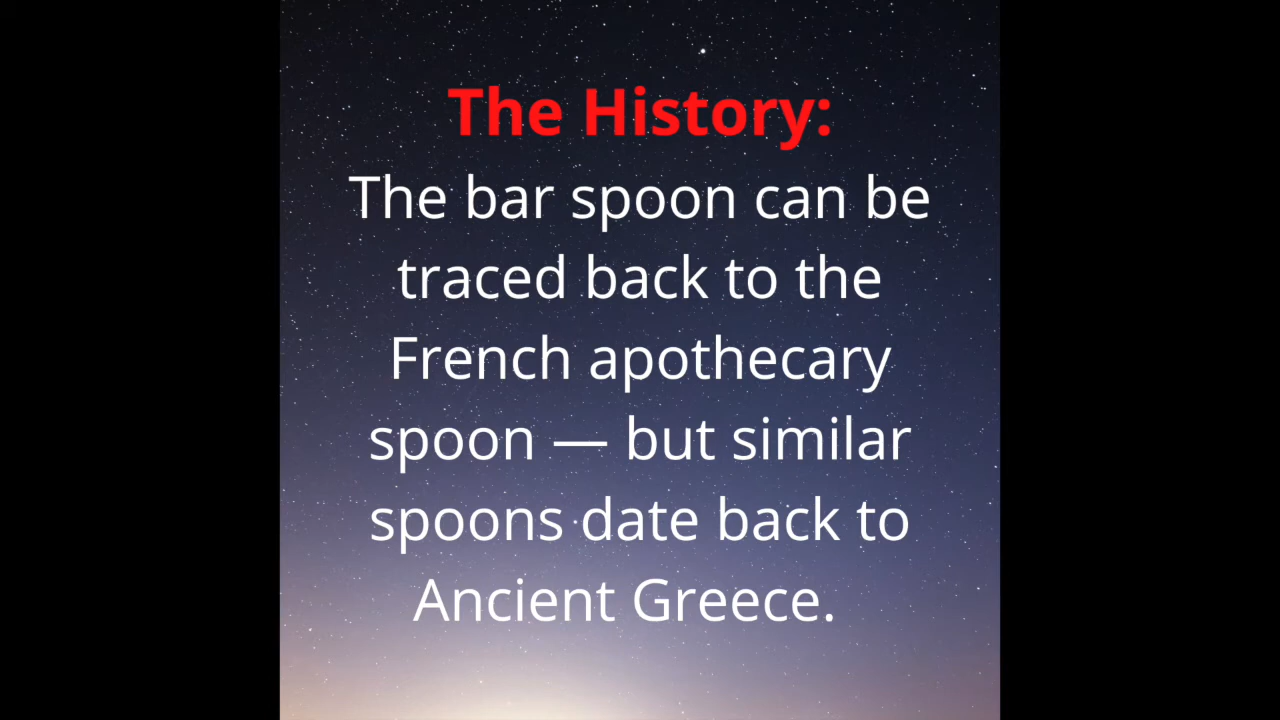 The History:
The bar spoon can be
traced back to the
French apothecary
spoon — but similar
spoons date back to
Ancient Greece.